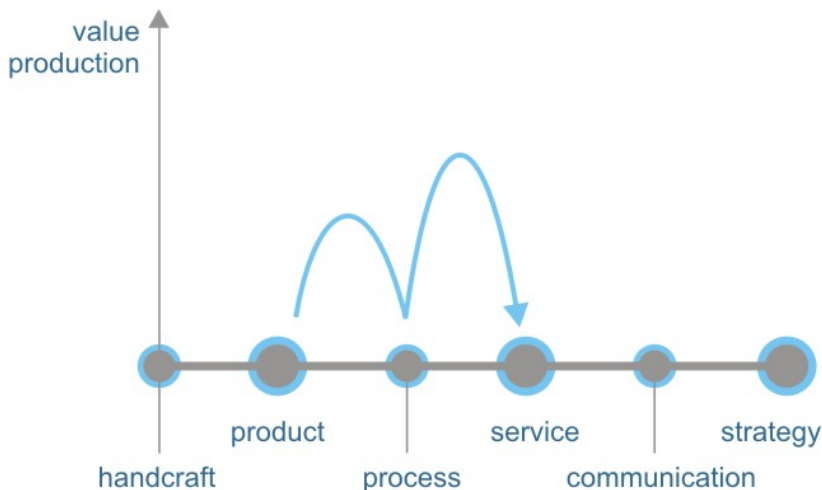 value
production
product
service
strategy
handcraft
process
communication